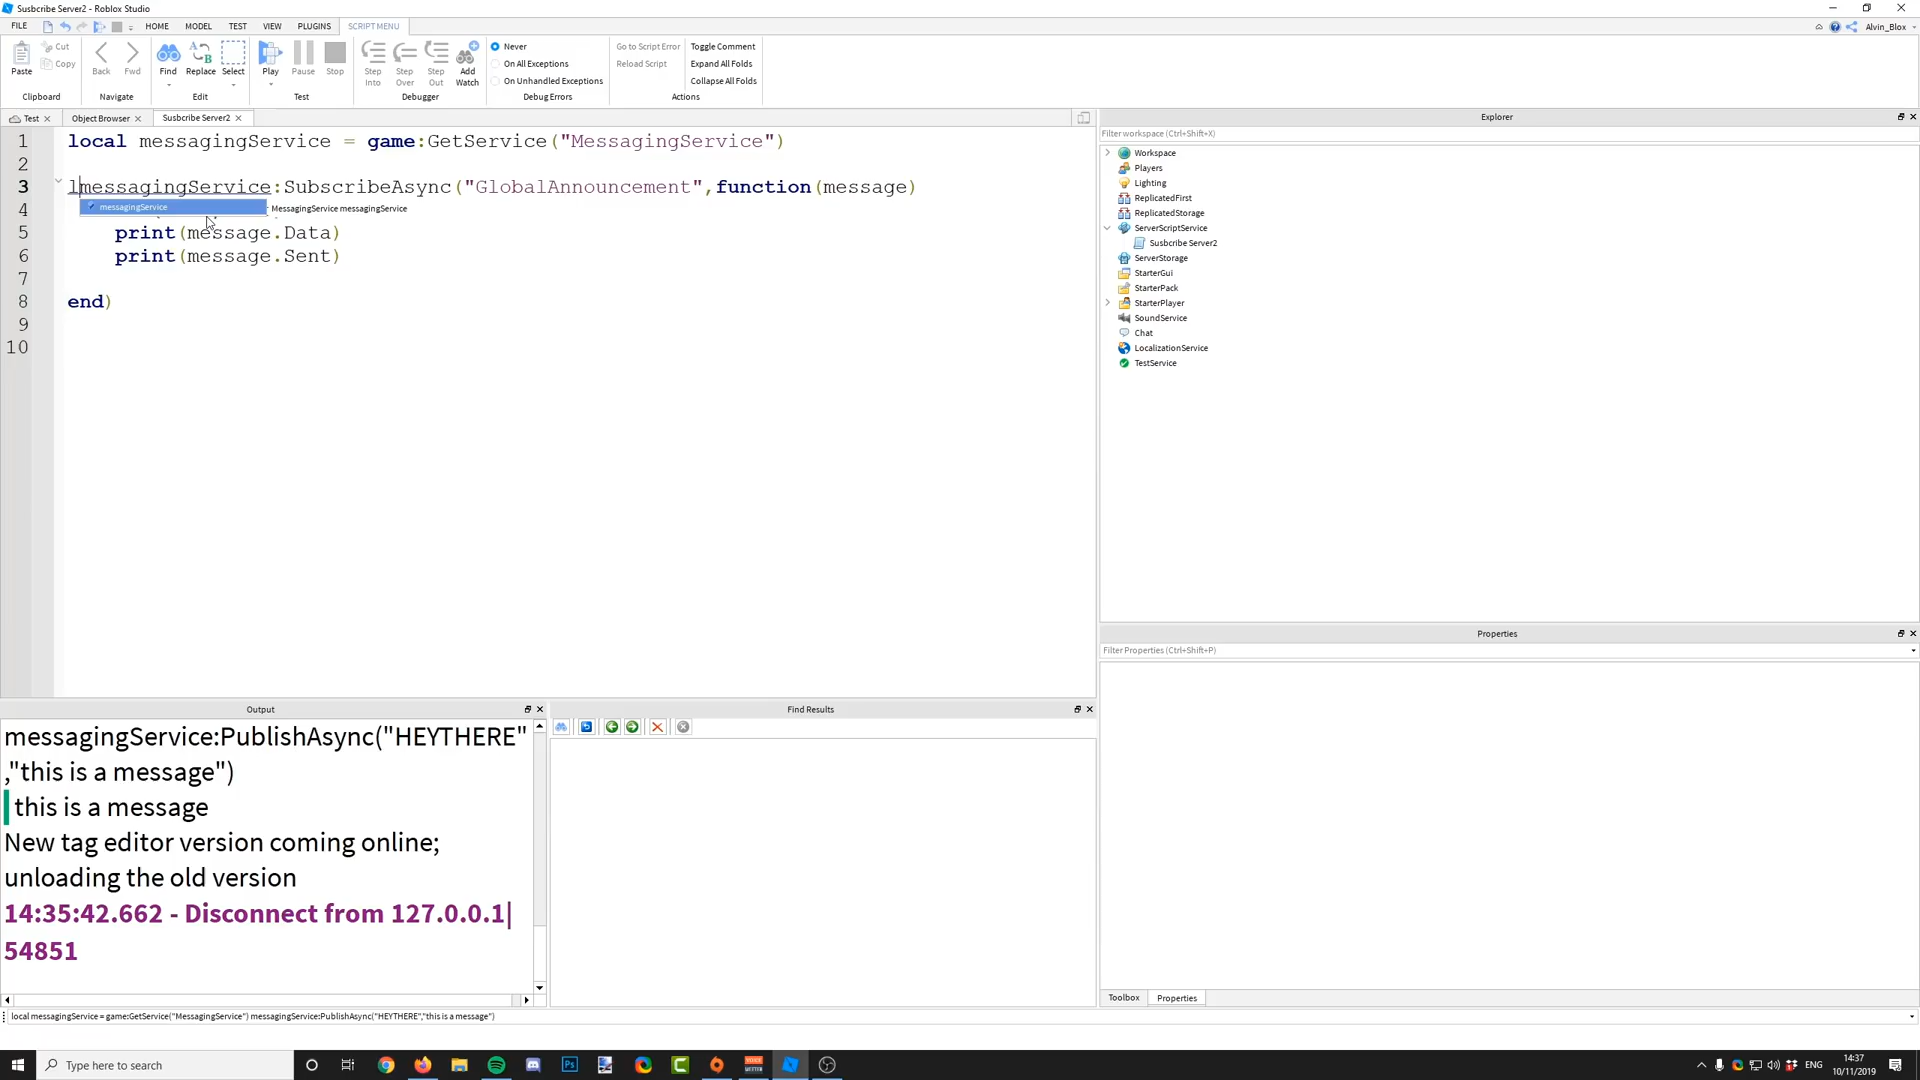 Susbcribe Server2 - Roblox Studio
FILE HOME MODEL TEST VIEW PLUGINS SCRIPT MENU
Alvin_Blox
Paste Cut Copy
Clipboard
Back Fwd
Navigate
Find Replace Select
Edit
Play Pause Stop
Test
Step Into Step Over Step Out Add Watch
Debugger
Never
On All Exceptions
On Unhandled Exceptions
Debug Errors
Go to Script Error
Reload Script
Toggle Comment
Expand All Folds
Collapse All Folds
Actions
Test Object Browser Susbcribe Server2
1 local messagingService = game:GetService("MessagingService")
2
3 lmessagingService:SubscribeAsync("GlobalAnnouncement",function(message)
messagingService MessagingService messagingService
4
5 print(message.Data)
6 print(message.Sent)
7
8 end)
9
10
Explorer
Filter workspace (Ctrl+Shift+X)
Workspace
Players
Lighting
ReplicatedFirst
ReplicatedStorage
ServerScriptService
Susbcribe Server2
ServerStorage
StarterGui
StarterPack
StarterPlayer
SoundService
Chat
LocalizationService
TestService
Properties
Filter Properties (Ctrl+Shift+P)
Toolbox Properties
Output
messagingService:PublishAsync("HEYTHERE"
,"this is a message")
this is a message
New tag editor version coming online;
unloading the old version
14:35:42.662 - Disconnect from 127.0.0.1|
54851
Find Results
local messagingService = game:GetService("MessagingService") messagingService:PublishAsync("HEYTHERE","this is a message")
Type here to search
Ps
ENG
14:37
10/11/2019